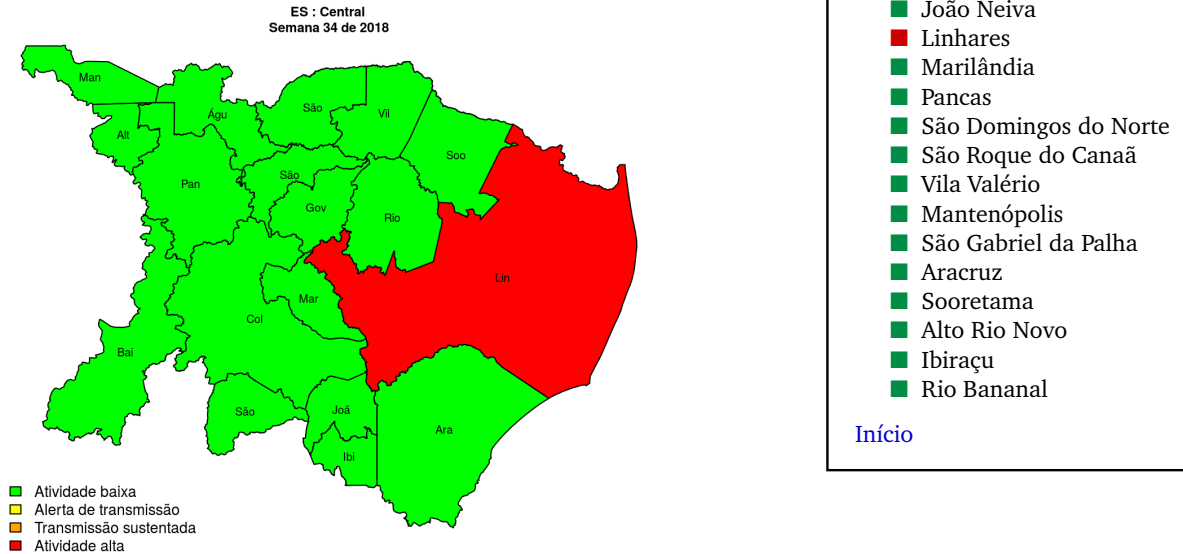 ES : Central
Semana 34 de 2018
Man
Águ
São
Vil
Alt
Soo
São
Pan
Gov
Rio
Lin
Mar
Col
Bai
São
Joã
Ara
Ibi
Atividade baixa
Alerta de transmissão
Transmissão sustentada
Atividade alta
João Neiva
Linhares
Marilândia
Pancas
São Domingos do Norte
São Roque do Canaã
Vila Valério
Mantenópolis
São Gabriel da Palha
Aracruz
Sooretama
Alto Rio Novo
Ibiraçu
Rio Bananal
Início